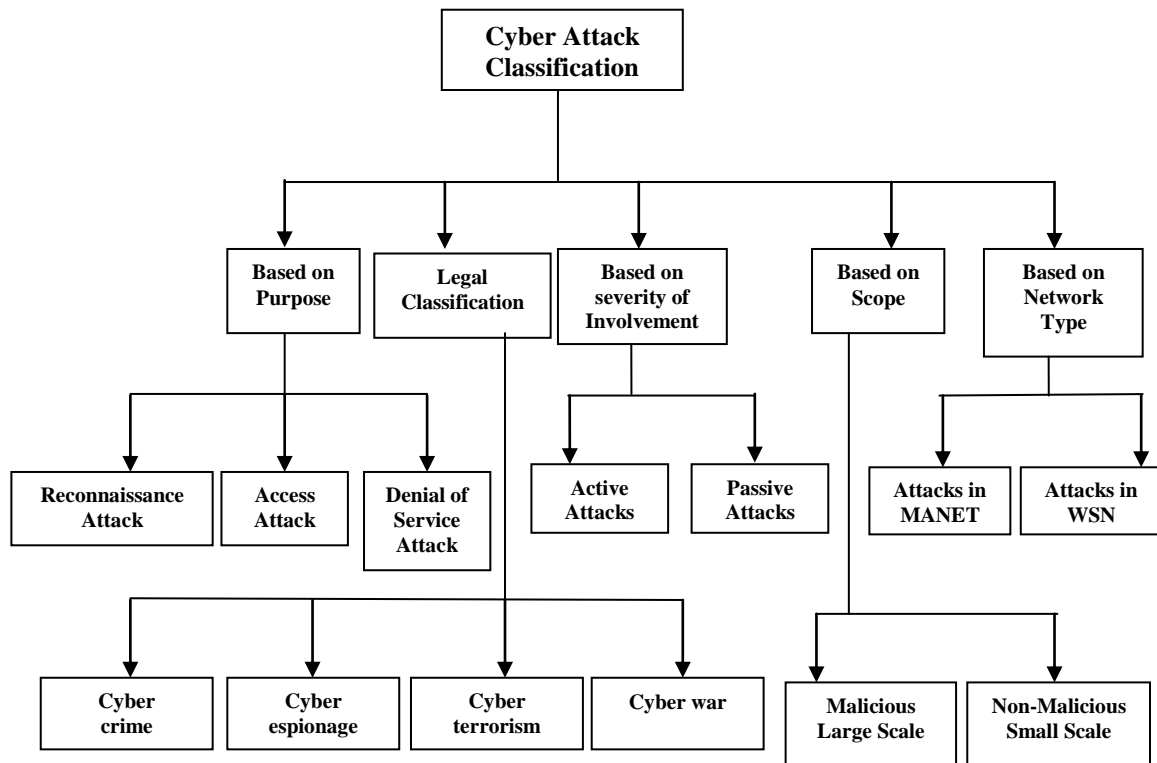 Cyber Attack
Classification
Based on
Purpose
Legal
Classification
Based on
severity of
Involvement
Based on
Scope
Based on
Network
Type
Reconnaissance
Attack
Access
Attack
Denial of
Service
Attack
Active
Attacks
Passive
Attacks
Attacks in
MANET
Attacks in
WSN
Cyber
crime
Cyber
espionage
Cyber
terrorism
Cyber war
Malicious
Large Scale
Non-Malicious
Small Scale